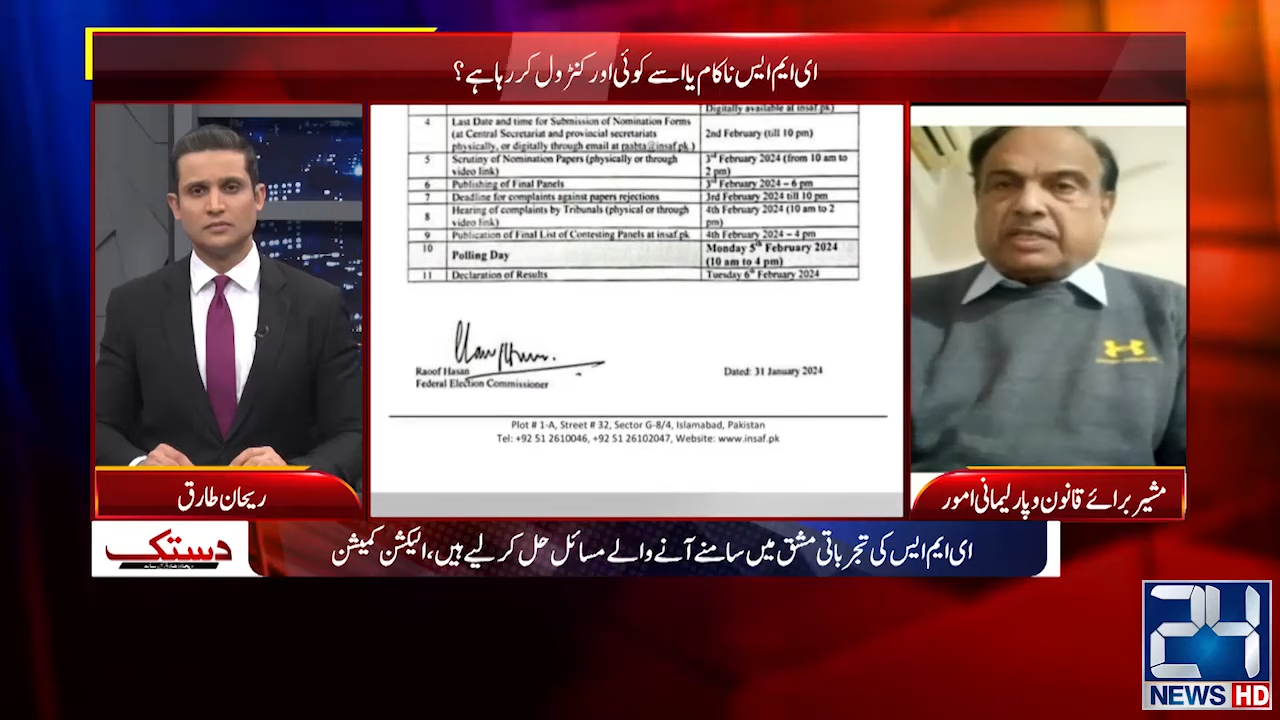 ای ایم ایس ناکام یا اسے کوئی اور کنٹرول کر رہا ہے؟
Digitally available at insaf.pk)
4 Last Date and time for Submission of Nomination Forms (at Central Secretariat and provincial secretariats physically, or digitally through email at raabta@insaf.pk.) 2nd February (till 10 pm)
5 Scrutiny of Nomination Papers (physically or through video link) 3rd February 2024 (from 10 am to 2 pm)
6 Publishing of Final Panels 3rd February 2024 – 6 pm
7 Deadline for complaints against papers rejections 3rd February 2024 till 10 pm
8 Hearing of complaints by Tribunals (physical or through video link) 4th February 2024 (10 am to 2 pm)
9 Publication of Final List of Contesting Panels at insaf.pk 4th February 2024 – 4 pm
10 Polling Day Monday 5th February 2024 (10 am to 4 pm)
11 Declaration of Results Tuesday 6th February 2024
Raoof Hasan
Federal Election Commissioner
Dated: 31 January 2024
Plot # 1-A, Street # 32, Sector G-8/4, Islamabad, Pakistan
Tel: +92 51 2610046, +92 51 26102047, Website: www.insaf.pk
ریحان طارق
مشیر برائے قانون و پارلیمانی امور
دستک
ای ایم ایس کی تجرباتی مشق میں سامنے آنے والے مسائل حل کر لیے ہیں، الیکشن کمیشن
24
NEWS HD